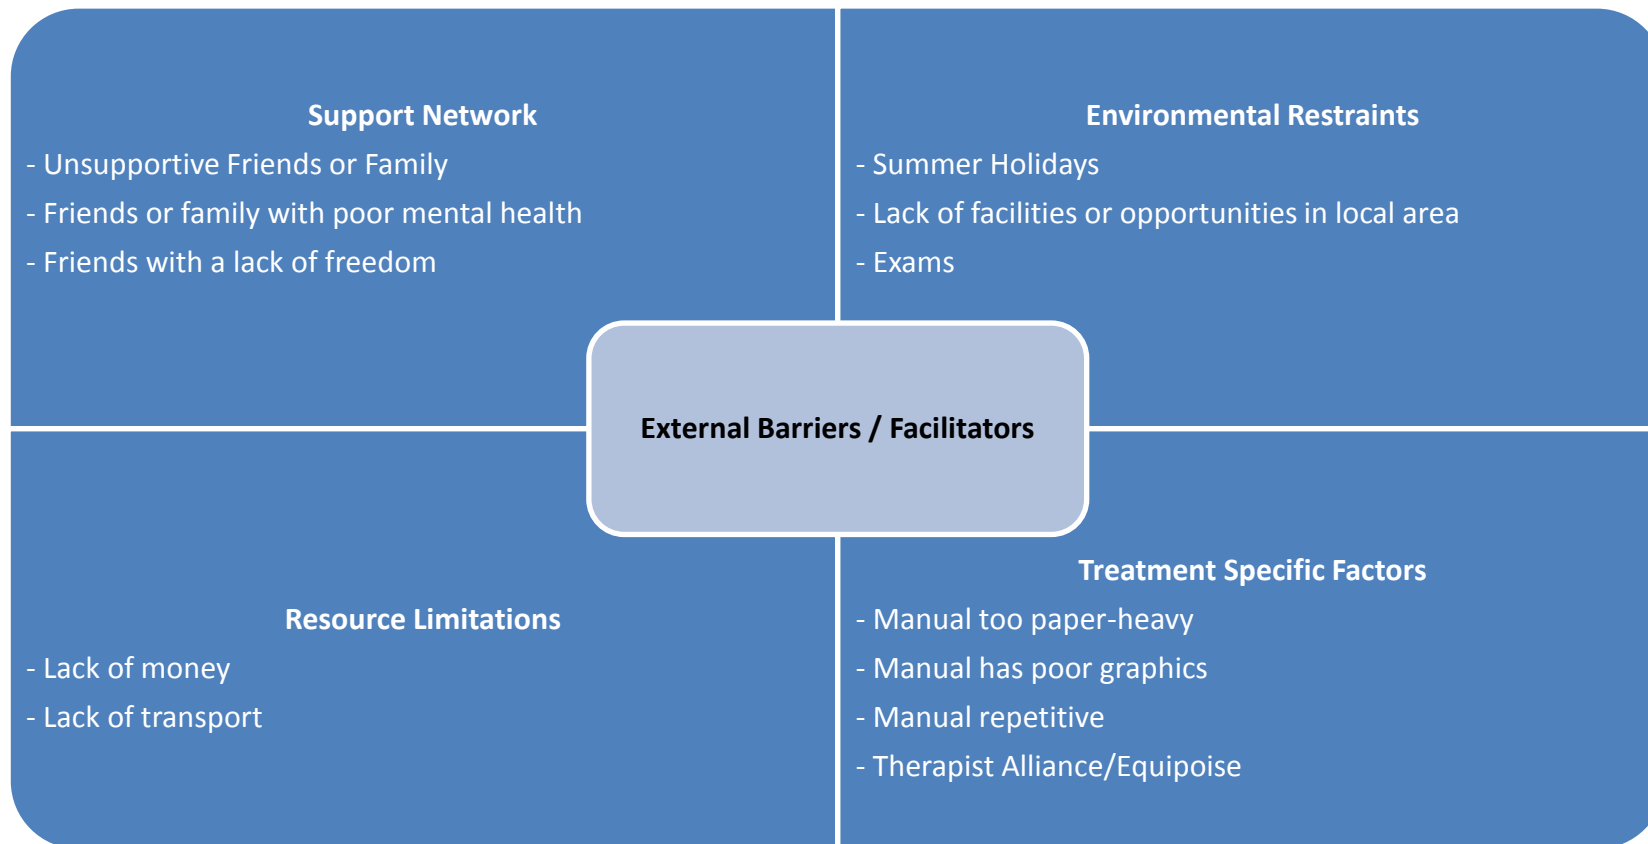 Support Network
- Unsupportive Friends or Family
- Friends or family with poor mental health
- Friends with a lack of freedom
Environmental Restraints
- Summer Holidays
- Lack of facilities or opportunities in local area
- Exams
External Barriers / Facilitators
Resource Limitations
- Lack of money
- Lack of transport
Treatment Specific Factors
- Manual too paper-heavy
- Manual has poor graphics
- Manual repetitive
- Therapist Alliance/Equipoise